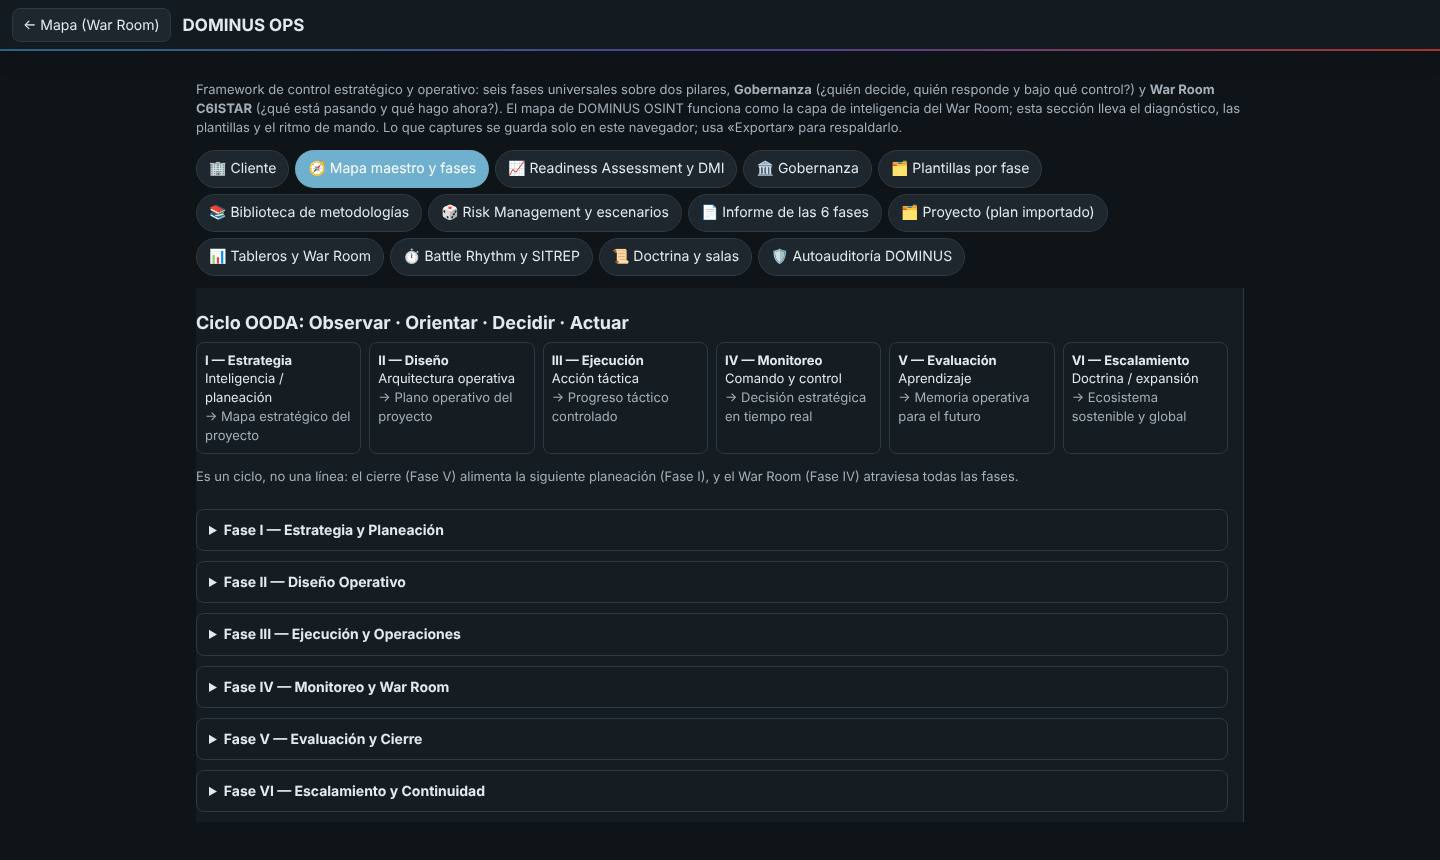 ← Mapa (War Room)
DOMINUS OPS
Framework de control estratégico y operativo: seis fases universales sobre dos pilares, Gobernanza (¿quién decide, quién responde y bajo qué control?) y War Room
C6ISTAR (¿qué está pasando y qué hago ahora?). El mapa de DOMINUS OSINT funciona como la capa de inteligencia del War Room; esta sección lleva el diagnóstico, las
plantillas y el ritmo de mando. Lo que captures se guarda solo en este navegador; usa «Exportar» para respaldarlo.
🏢 Cliente
🧭 Mapa maestro y fases
📈 Readiness Assessment y DMI
🏛️ Gobernanza
🗂️ Plantillas por fase
📚 Biblioteca de metodologías
🎲 Risk Management y escenarios
📄 Informe de las 6 fases
🗂️ Proyecto (plan importado)
📊 Tableros y War Room
⏱️ Battle Rhythm y SITREP
📜 Doctrina y salas
🛡️ Autoauditoría DOMINUS
Ciclo OODA: Observar · Orientar · Decidir · Actuar
I — Estrategia
Inteligencia /
planeación
→ Mapa estratégico del
proyecto
II — Diseño
Arquitectura operativa
→ Plano operativo del
proyecto
III — Ejecución
Acción táctica
→ Progreso táctico
controlado
IV — Monitoreo
Comando y control
→ Decisión estratégica
en tiempo real
V — Evaluación
Aprendizaje
→ Memoria operativa
para el futuro
VI — Escalamiento
Doctrina / expansión
→ Ecosistema
sostenible y global
Es un ciclo, no una línea: el cierre (Fase V) alimenta la siguiente planeación (Fase I), y el War Room (Fase IV) atraviesa todas las fases.
▶ Fase I — Estrategia y Planeación
▶ Fase II — Diseño Operativo
▶ Fase III — Ejecución y Operaciones
▶ Fase IV — Monitoreo y War Room
▶ Fase V — Evaluación y Cierre
▶ Fase VI — Escalamiento y Continuidad